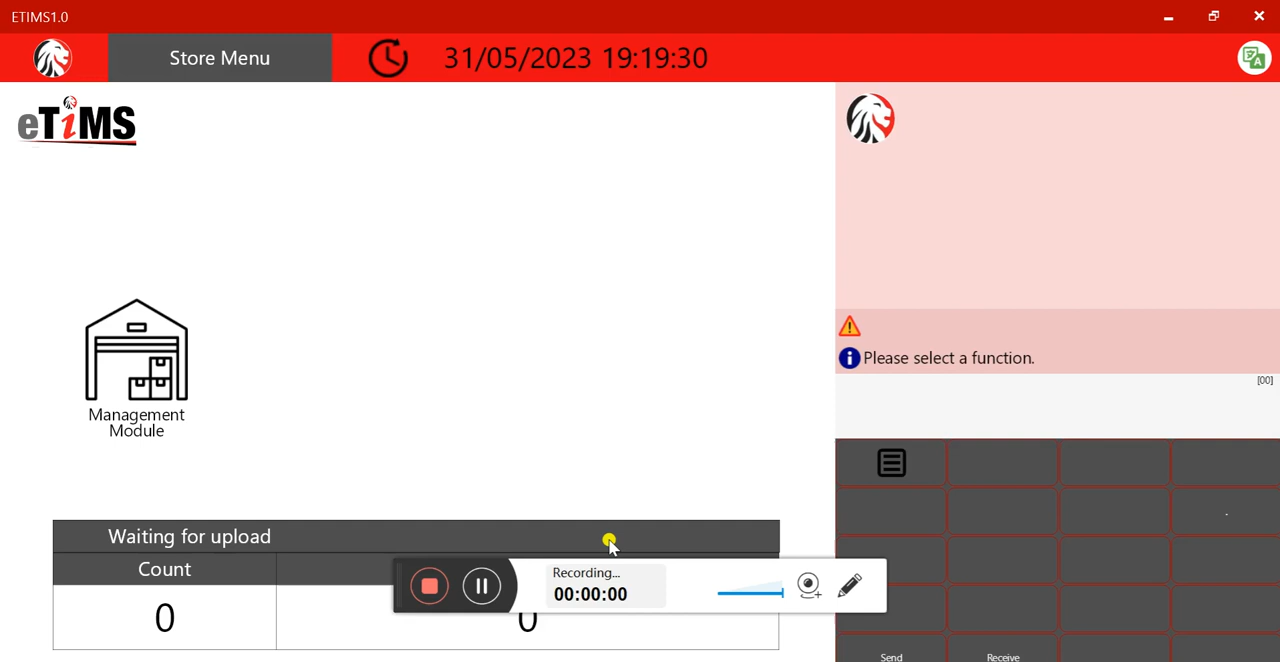 ETIMS1.0
Store Menu
31/05/2023 19:19:30
eTiMS
Please select a function.
[00]
Management
Module
.
Waiting for upload
Count
Recording...
00:00:00
0
0
Send
Receive